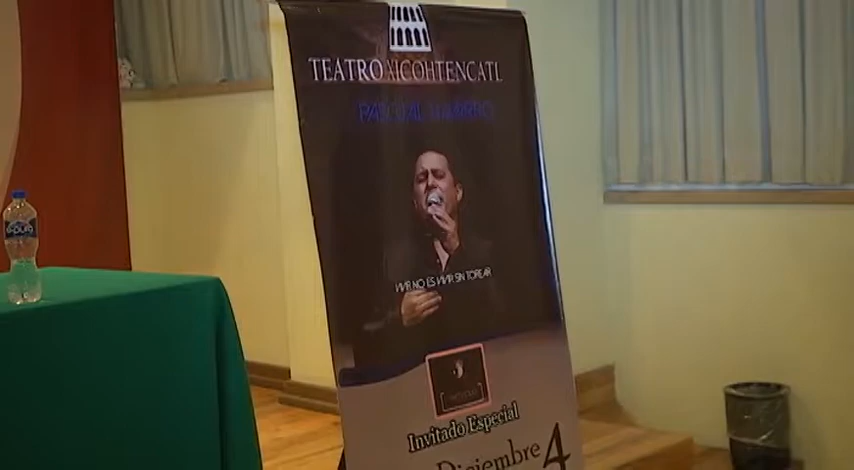 TEATRO XICOHTENCATL
VIVIR NO ES VIVIR SIN TOREAR
Invitado Especial
Diciembre 4